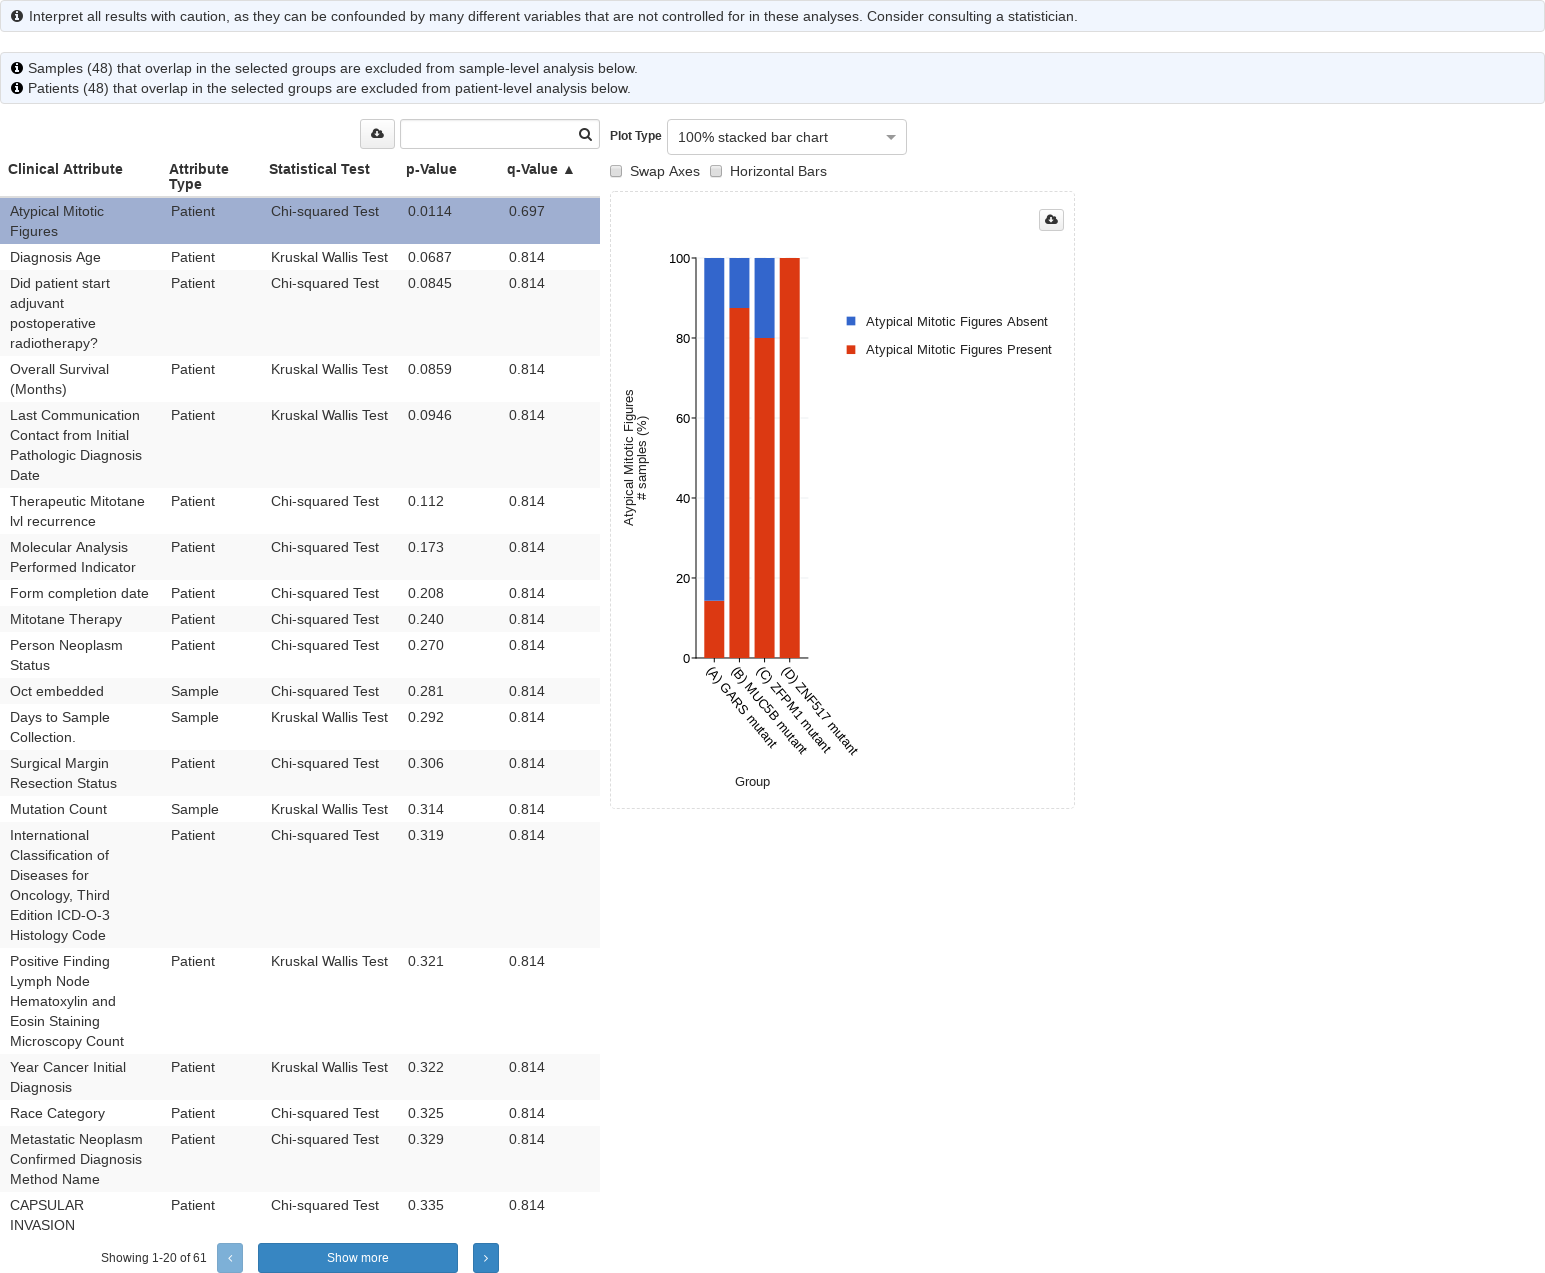 Interpret all results with caution, as they can be confounded by many different variables that are not controlled for in these analyses. Consider consulting a statistician.
Samples (48) that overlap in the selected groups are excluded from sample-level analysis below.
Patients (48) that overlap in the selected groups are excluded from patient-level analysis below.
Clinical Attribute Attribute Type Statistical Test p-Value q-Value ▲
Atypical Mitotic Patient Chi-squared Test 0.0114 0.697
Figures
Diagnosis Age Patient Kruskal Wallis Test 0.0687 0.814
Did patient start Patient Chi-squared Test 0.0845 0.814
adjuvant
postoperative
radiotherapy?
Overall Survival Patient Kruskal Wallis Test 0.0859 0.814
(Months)
Last Communication Patient Kruskal Wallis Test 0.0946 0.814
Contact from Initial
Pathologic Diagnosis
Date
Therapeutic Mitotane Patient Chi-squared Test 0.112 0.814
lvl recurrence
Molecular Analysis Patient Chi-squared Test 0.173 0.814
Performed Indicator
Form completion date Patient Chi-squared Test 0.208 0.814
Mitotane Therapy Patient Chi-squared Test 0.240 0.814
Person Neoplasm Patient Chi-squared Test 0.270 0.814
Status
Oct embedded Sample Chi-squared Test 0.281 0.814
Days to Sample Sample Kruskal Wallis Test 0.292 0.814
Collection.
Surgical Margin Patient Chi-squared Test 0.306 0.814
Resection Status
Mutation Count Sample Kruskal Wallis Test 0.314 0.814
International Patient Chi-squared Test 0.319 0.814
Classification of
Diseases for
Oncology, Third
Edition ICD-O-3
Histology Code
Positive Finding Patient Kruskal Wallis Test 0.321 0.814
Lymph Node
Hematoxylin and
Eosin Staining
Microscopy Count
Year Cancer Initial Patient Kruskal Wallis Test 0.322 0.814
Diagnosis
Race Category Patient Chi-squared Test 0.325 0.814
Metastatic Neoplasm Patient Chi-squared Test 0.329 0.814
Confirmed Diagnosis
Method Name
CAPSULAR Patient Chi-squared Test 0.335 0.814
INVASION
Showing 1-20 of 61 ‹ Show more ›
Plot Type 100% stacked bar chart
Swap Axes Horizontal Bars
100
80
60
40
20
0
Atypical Mitotic Figures
# samples (%)
Atypical Mitotic Figures Absent
Atypical Mitotic Figures Present
(A) GARS mutant
(B) MUC5B mutant
(C) ZFPM1 mutant
(D) ZNF517 mutant
Group